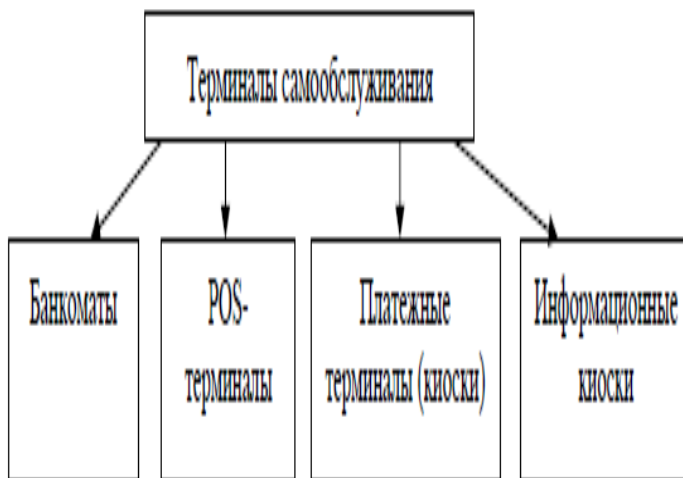 Терминалы самообслуживания
Банкоматы
POS-
терминалы
Платежные
терминалы (киоски)
Информационные
киоски